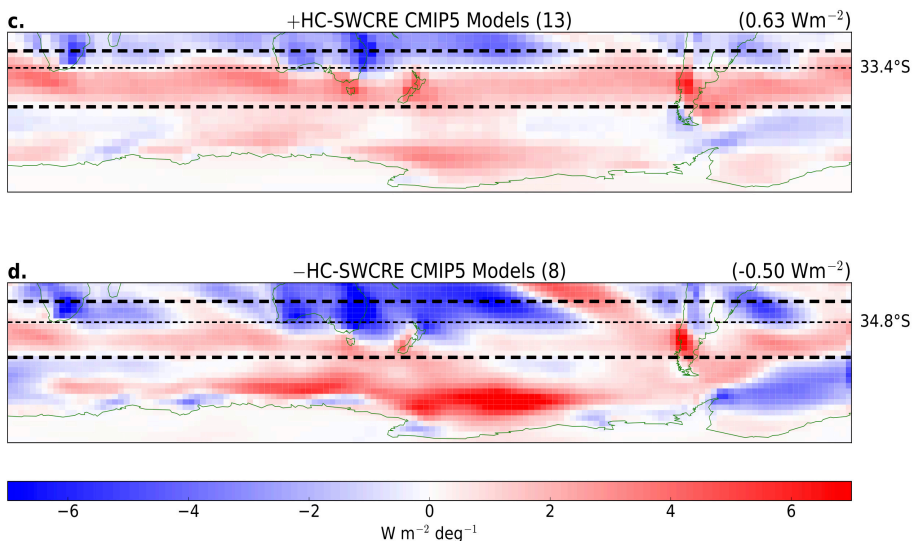 c. +HC-SWCRE CMIP5 Models (13) (0.63 Wm⁻²)
33.4°S
d. −HC-SWCRE CMIP5 Models (8) (-0.50 Wm⁻²)
34.8°S
−6 −4 −2 0 2 4 6
W m⁻² deg⁻¹